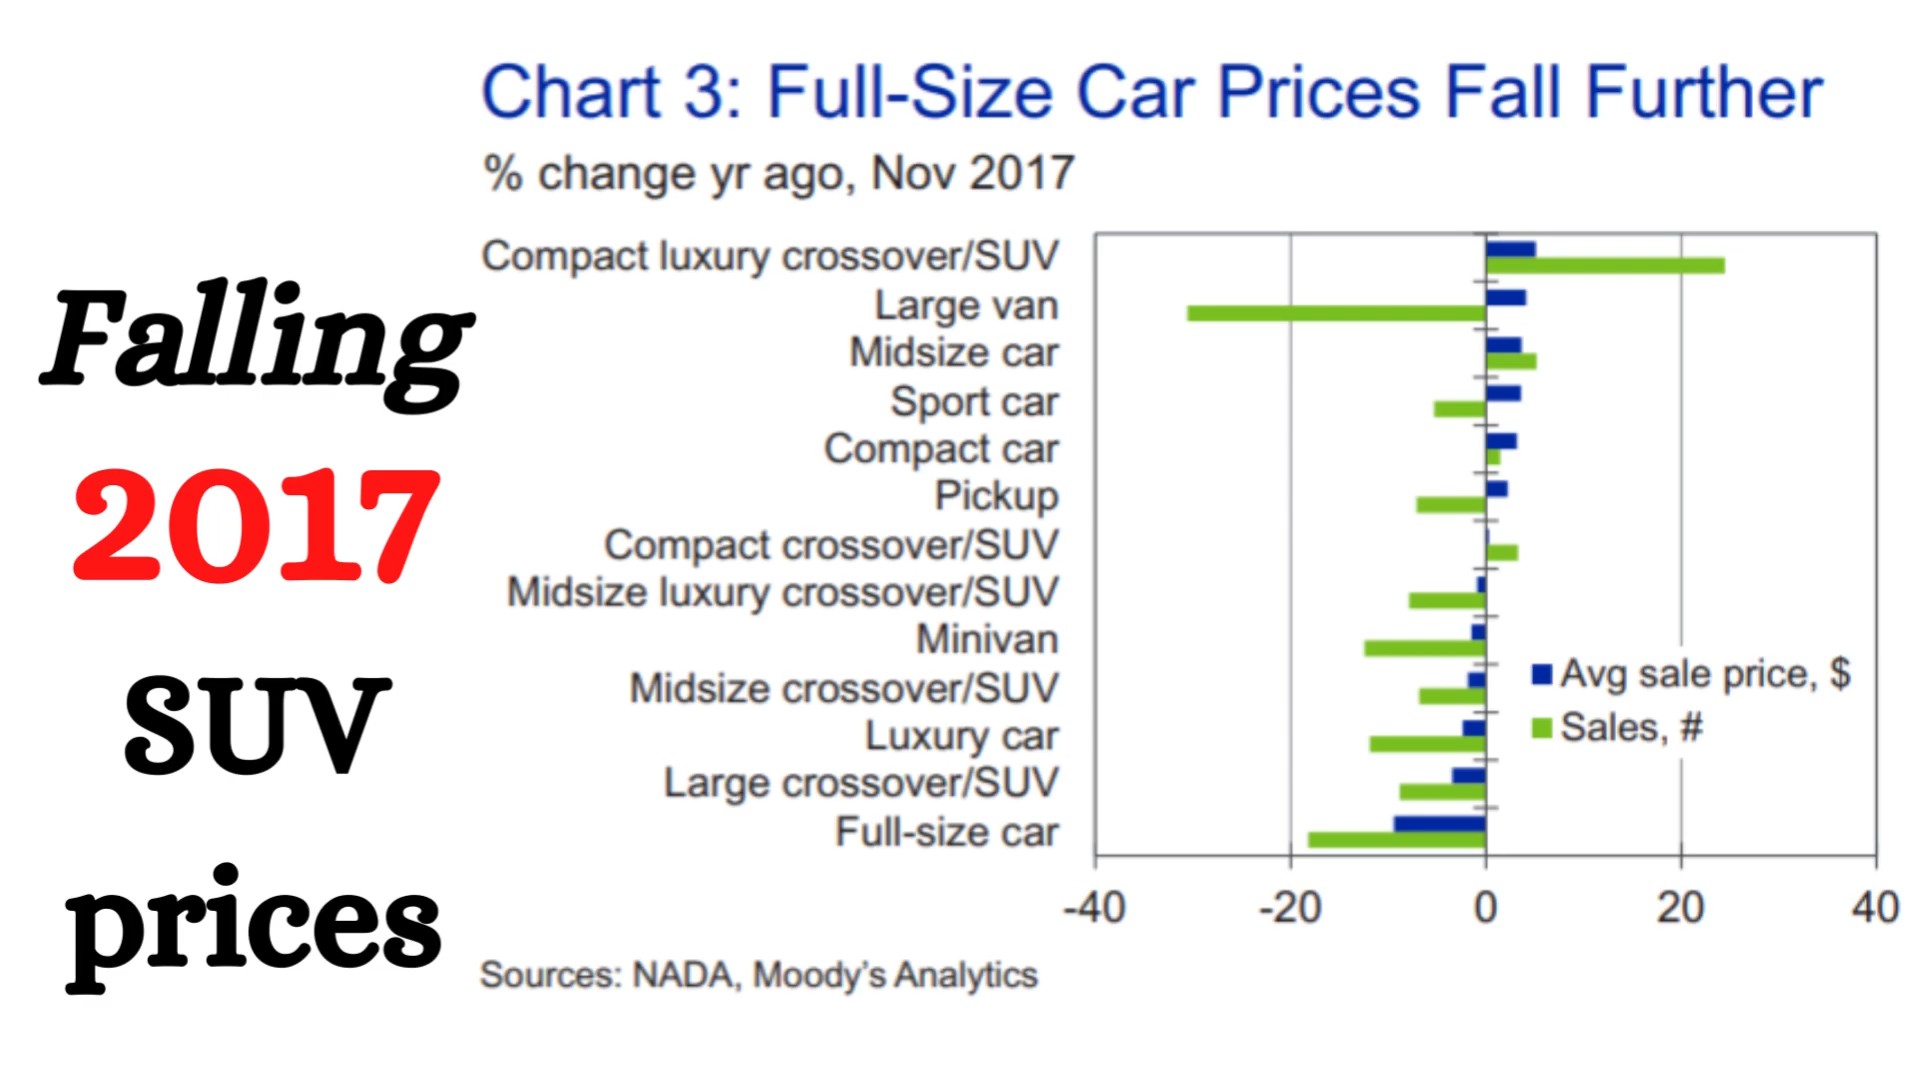 Falling
2017
SUV
prices
Chart 3: Full-Size Car Prices Fall Further
% change yr ago, Nov 2017
Compact luxury crossover/SUV
Large van
Midsize car
Sport car
Compact car
Pickup
Compact crossover/SUV
Midsize luxury crossover/SUV
Minivan
Midsize crossover/SUV
Luxury car
Large crossover/SUV
Full-size car
Avg sale price, $
Sales, #
-40 -20 0 20 40
Sources: NADA, Moody's Analytics